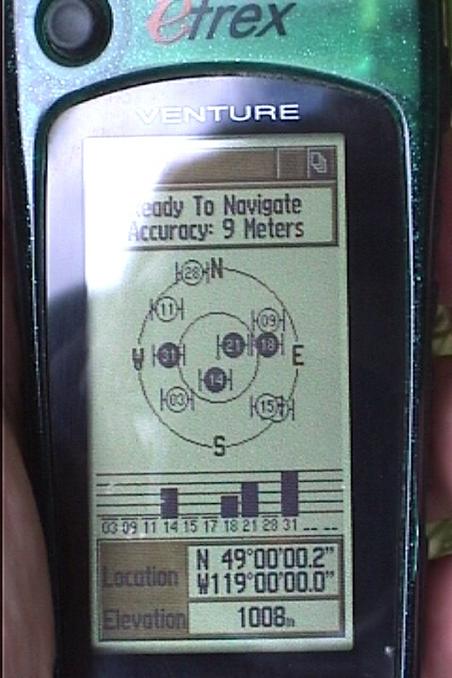 etrex
VENTURE
Ready To Navigate
Accuracy: 9 Meters
28 N
11
09
W 31 21 18 E
14
03 15
S
03 09 11 14 15 17 18 21 28 31 -- --
Location N 49°00'00.2"
W119°00'00.0"
Elevation 1008m